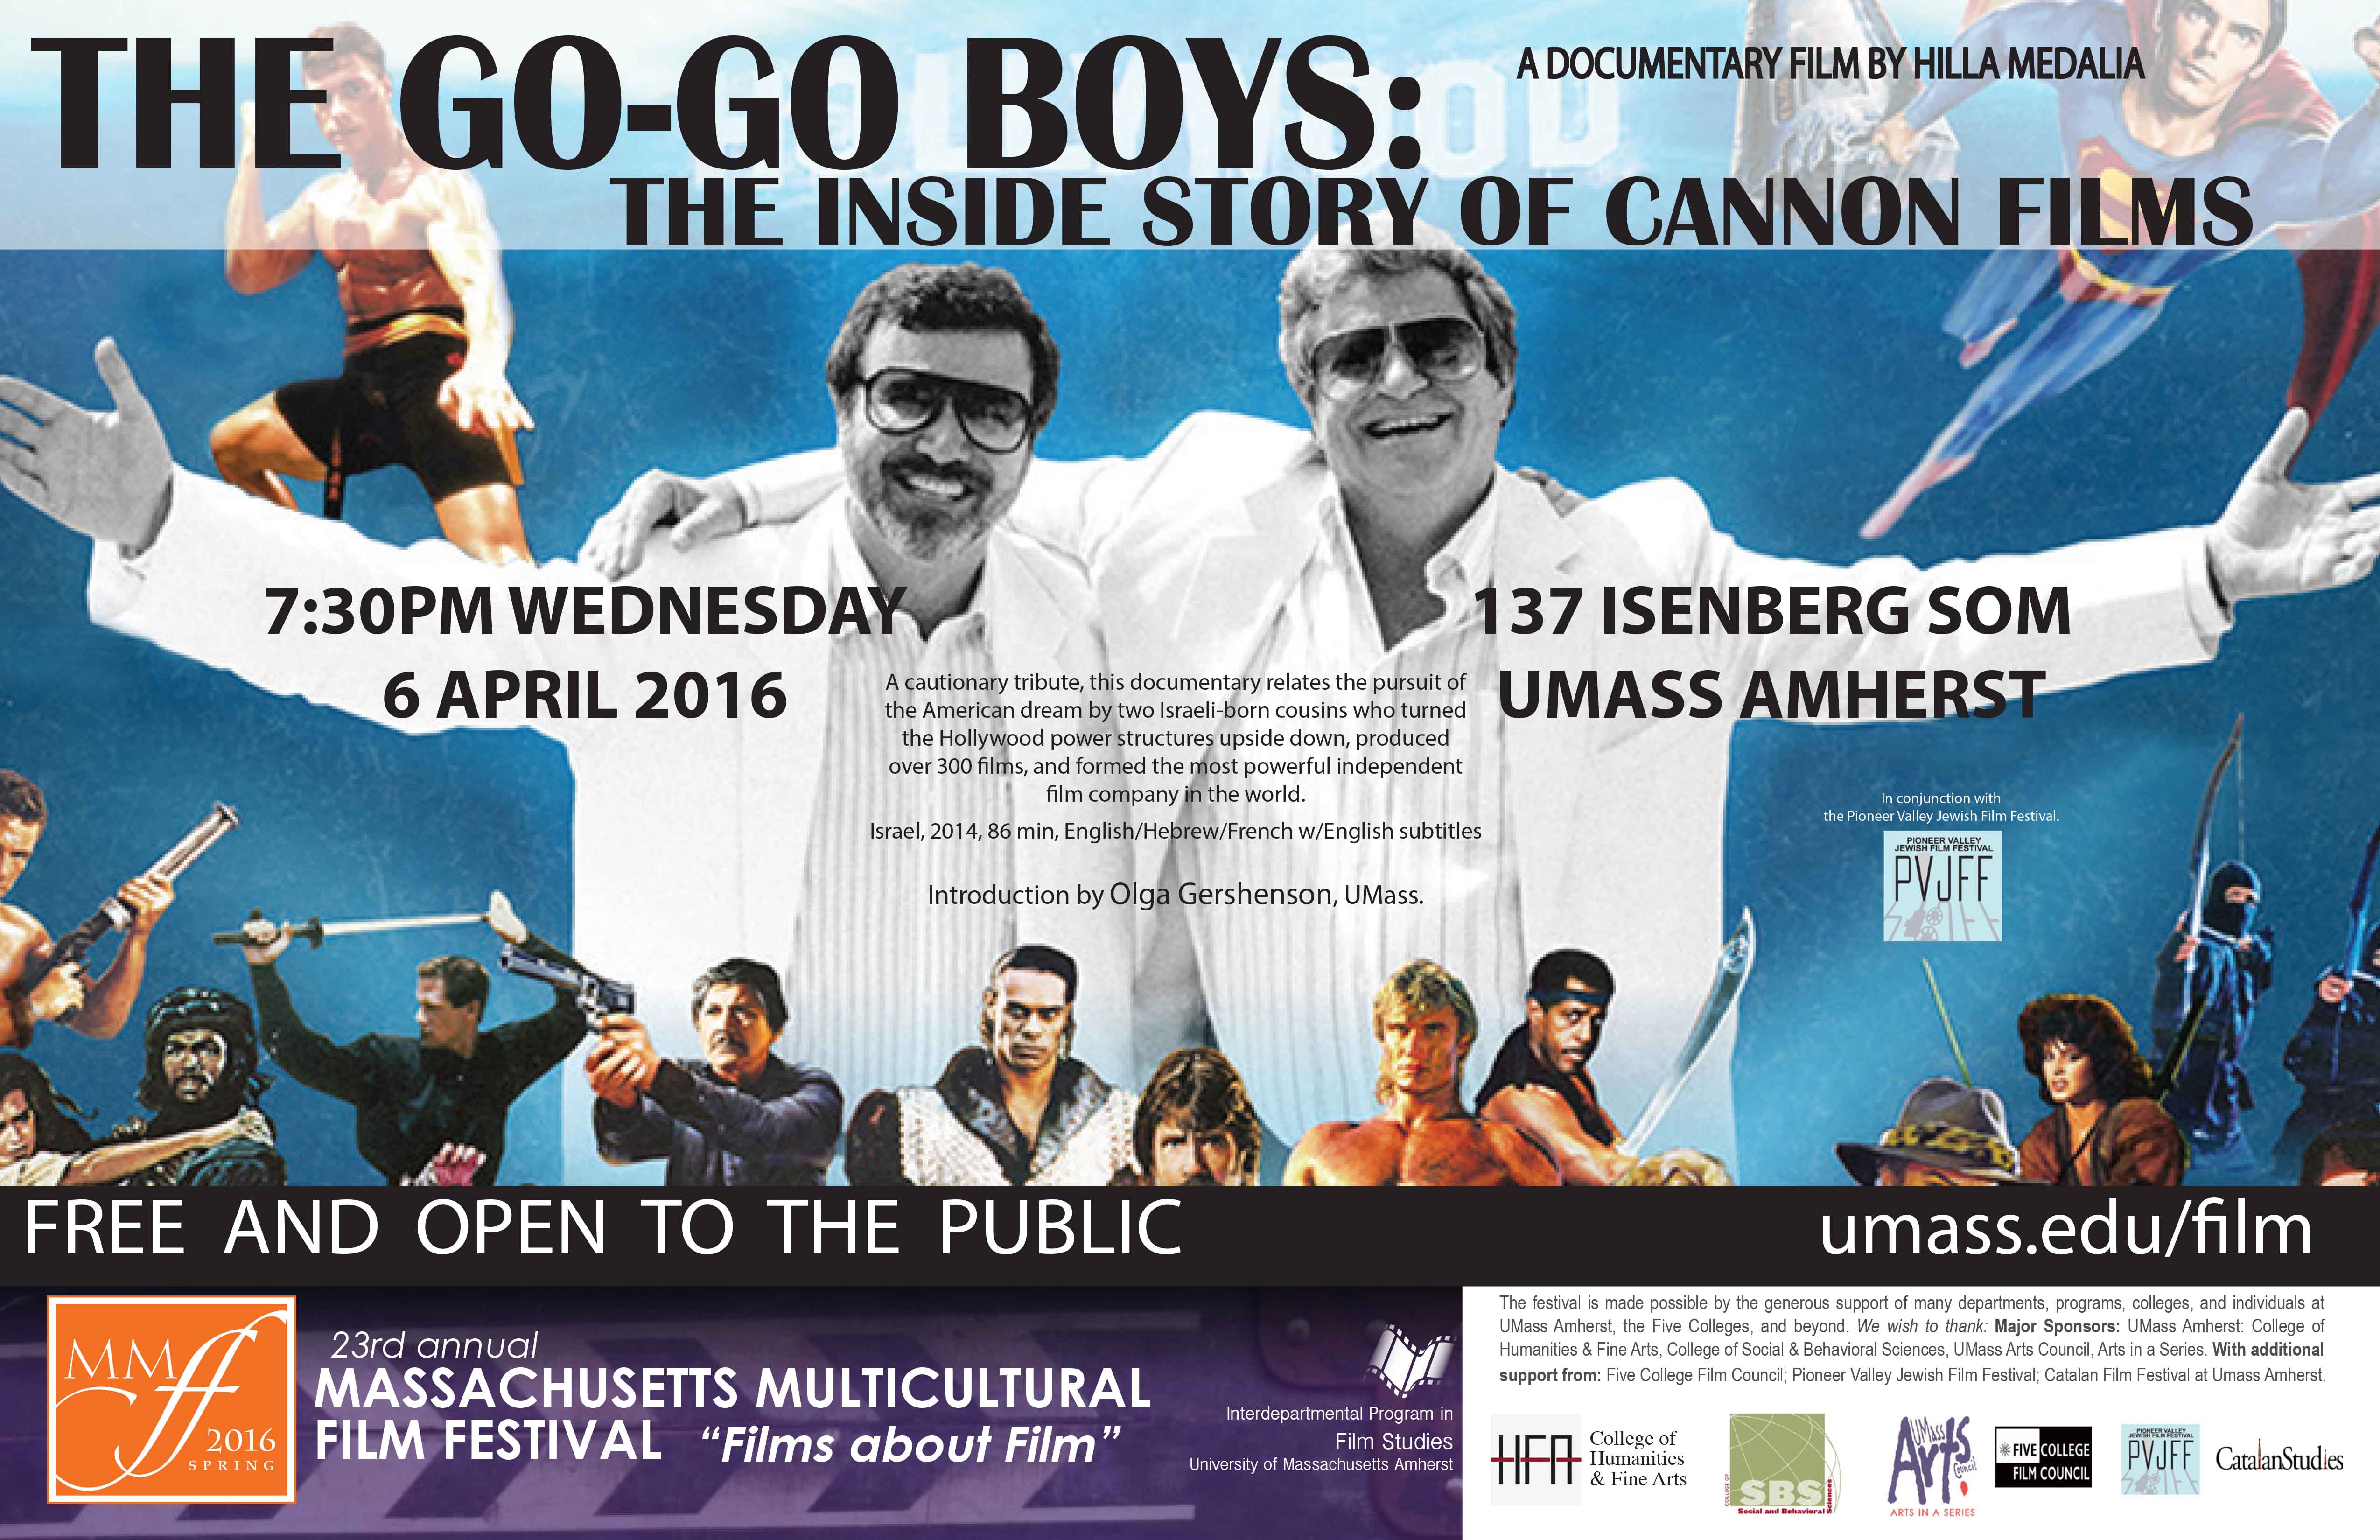 THE GO-GO BOYS:
A DOCUMENTARY FILM BY HILLA MEDALIA
THE INSIDE STORY OF CANNON FILMS
7:30PM WEDNESDAY
6 APRIL 2016
137 ISENBERG SOM
UMASS AMHERST
A cautionary tribute, this documentary relates the pursuit of
the American dream by two Israeli-born cousins who turned
the Hollywood power structures upside down, produced
over 300 films, and formed the most powerful independent
film company in the world.
Israel, 2014, 86 min, English/Hebrew/French w/English subtitles
Introduction by Olga Gershenson, UMass.
In conjunction with
the Pioneer Valley Jewish Film Festival.
PIONEER VALLEY
JEWISH FILM FESTIVAL
PVJFF
FREE AND OPEN TO THE PUBLIC
umass.edu/film
MMff
2016
SPRING
23rd annual
MASSACHUSETTS MULTICULTURAL
FILM FESTIVAL "Films about Film"
Interdepartmental Program in
Film Studies
University of Massachusetts Amherst
The festival is made possible by the generous support of many departments, programs, colleges, and individuals at
UMass Amherst, the Five Colleges, and beyond. We wish to thank: Major Sponsors: UMass Amherst: College of
Humanities & Fine Arts, College of Social & Behavioral Sciences, UMass Arts Council, Arts in a Series. With additional
support from: Five College Film Council; Pioneer Valley Jewish Film Festival; Catalan Film Festival at Umass Amherst.
HFA
College of
Humanities
& Fine Arts
COLLEGE OF
SBS
Social and Behavioral Sciences
UMass
Arts
Council
ARTS IN A SERIES
FIVE COLLEGE
FILM COUNCIL
PIONEER VALLEY
JEWISH FILM FESTIVAL
PVJFF
CatalanStudies